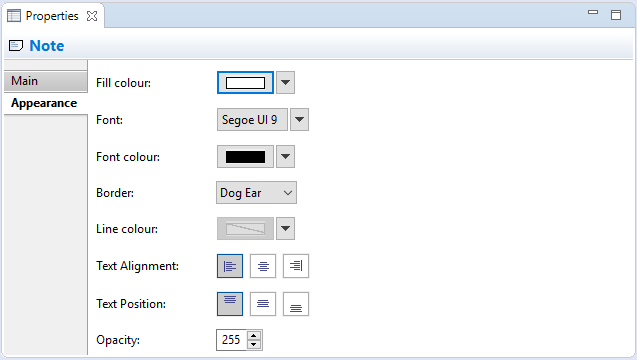 Properties
Note
Main
Appearance
Fill colour:
Font: Segoe UI 9
Font colour:
Border: Dog Ear
Line colour:
Text Alignment:
Text Position:
Opacity: 255